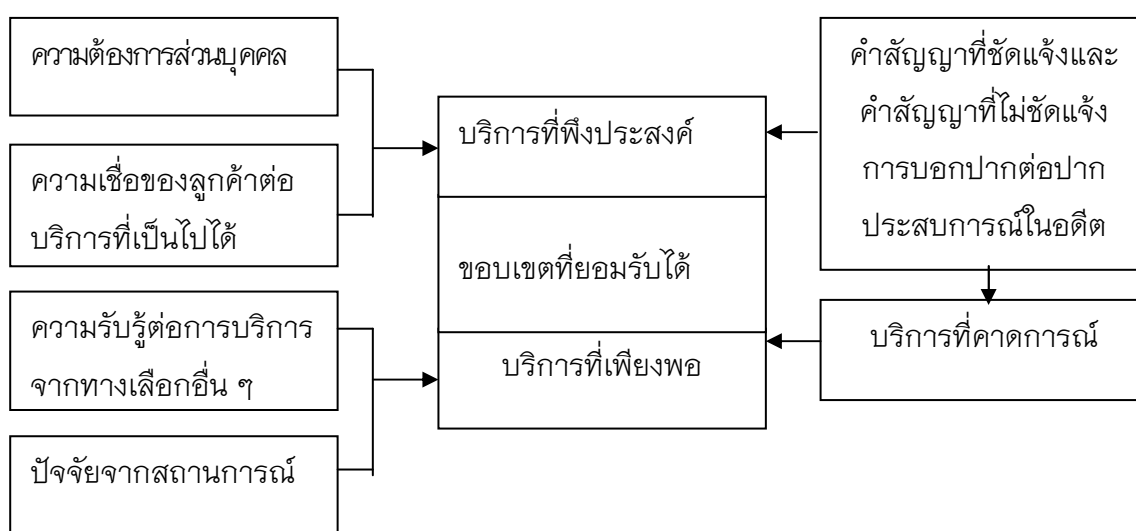 ความต้องการส่วนบุคคล
ความเชื่อของลูกค้าต่อ
บริการที่เป็นไปได้
ความรับรู้ต่อการบริการ
จากทางเลือกอื่น ๆ
ปัจจัยจากสถานการณ์
บริการที่พึงประสงค์
ขอบเขตที่ยอมรับได้
บริการที่เพียงพอ
คำสัญญาที่ชัดแจ้งและ
คำสัญญาที่ไม่ชัดแจ้ง
การบอกปากต่อปาก
ประสบการณ์ในอดีต
บริการที่คาดการณ์